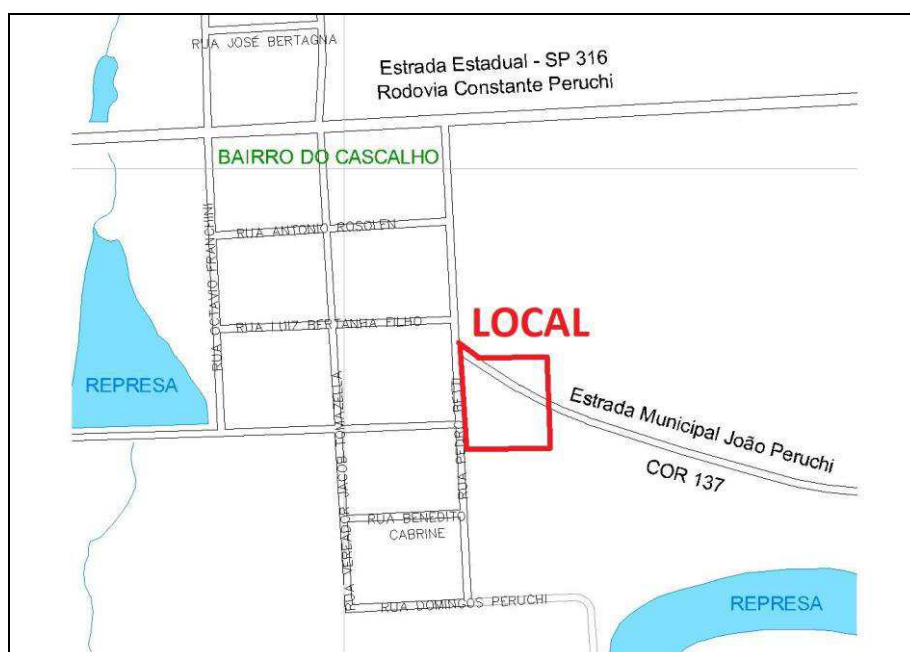 RUA JOSÉ BERTAGNA
Estrada Estadual - SP 316
Rodovia Constante Peruchi
BAIRRO DO CASCALHO
RUA OCTAVIO FRANCHINI
RUA ANTONIO ROSOLEN
RUA LUIZ BERTANHA FILHO
LOCAL
REPRESA
RUA PEDRO BETTI
Estrada Municipal João Peruchi
COR 137
RUA VEREADOR JACOB TOMAZELLA
RUA BENEDITO
CABRINE
RUA DOMINGOS PERUCHI
REPRESA